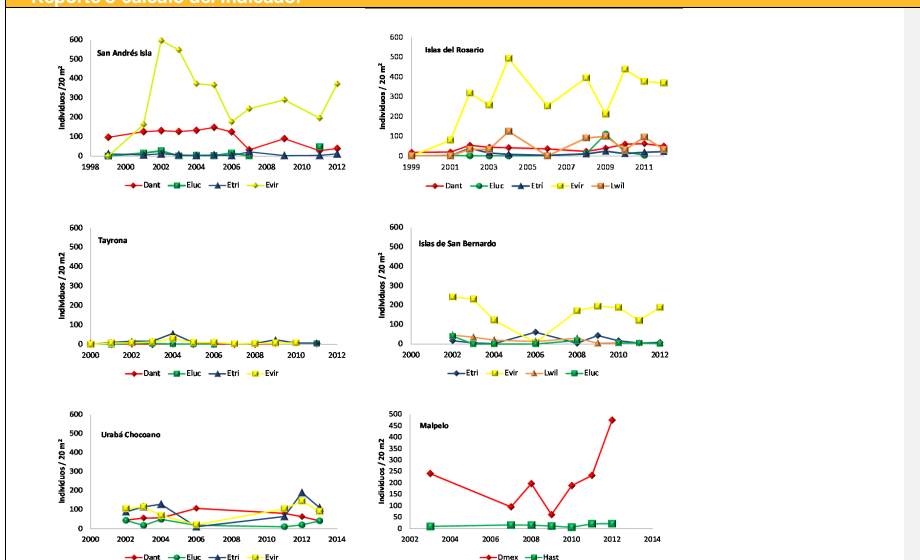 Reporte o cálculo del indicador
San Andrés Isla
Individuos /20 m²
600
500
400
300
200
100
0
1998 2000 2002 2004 2006 2008 2010 2012
Dant Eluc Etri Evir
Islas del Rosario
Individuos / 20 m²
600
500
400
300
200
100
0
1999 2001 2003 2005 2007 2009 2011
Dant Eluc Etri Evir Lwil
Tayrona
Individuos / 20 m2
600
500
400
300
200
100
0
2000 2002 2004 2006 2008 2010 2012
Dant Eluc Etri Evir
Islas de San Bernardo
Individuos / 20 m²
600
500
400
300
200
100
0
2000 2002 2004 2006 2008 2010 2012
Etri Evir Lwil Eluc
Urabá Chocoano
Individuos / 20 m²
600
500
400
300
200
100
0
2000 2002 2004 2006 2008 2010 2012 2014
Dant Eluc Etri Evir
Malpelo
Individuos / 20 m2
500
450
400
350
300
250
200
150
100
50
0
2002 2004 2006 2008 2010 2012 2014
Dmex Hast